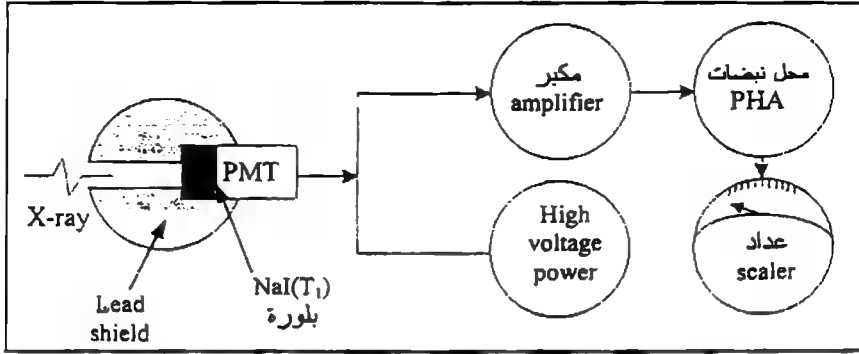 X-ray
Lead
shield
PMT
NaI(T₁)
بلورة
مكبر
amplifier
محل نبضات
PHA
High
voltage
power
عداد
scaler